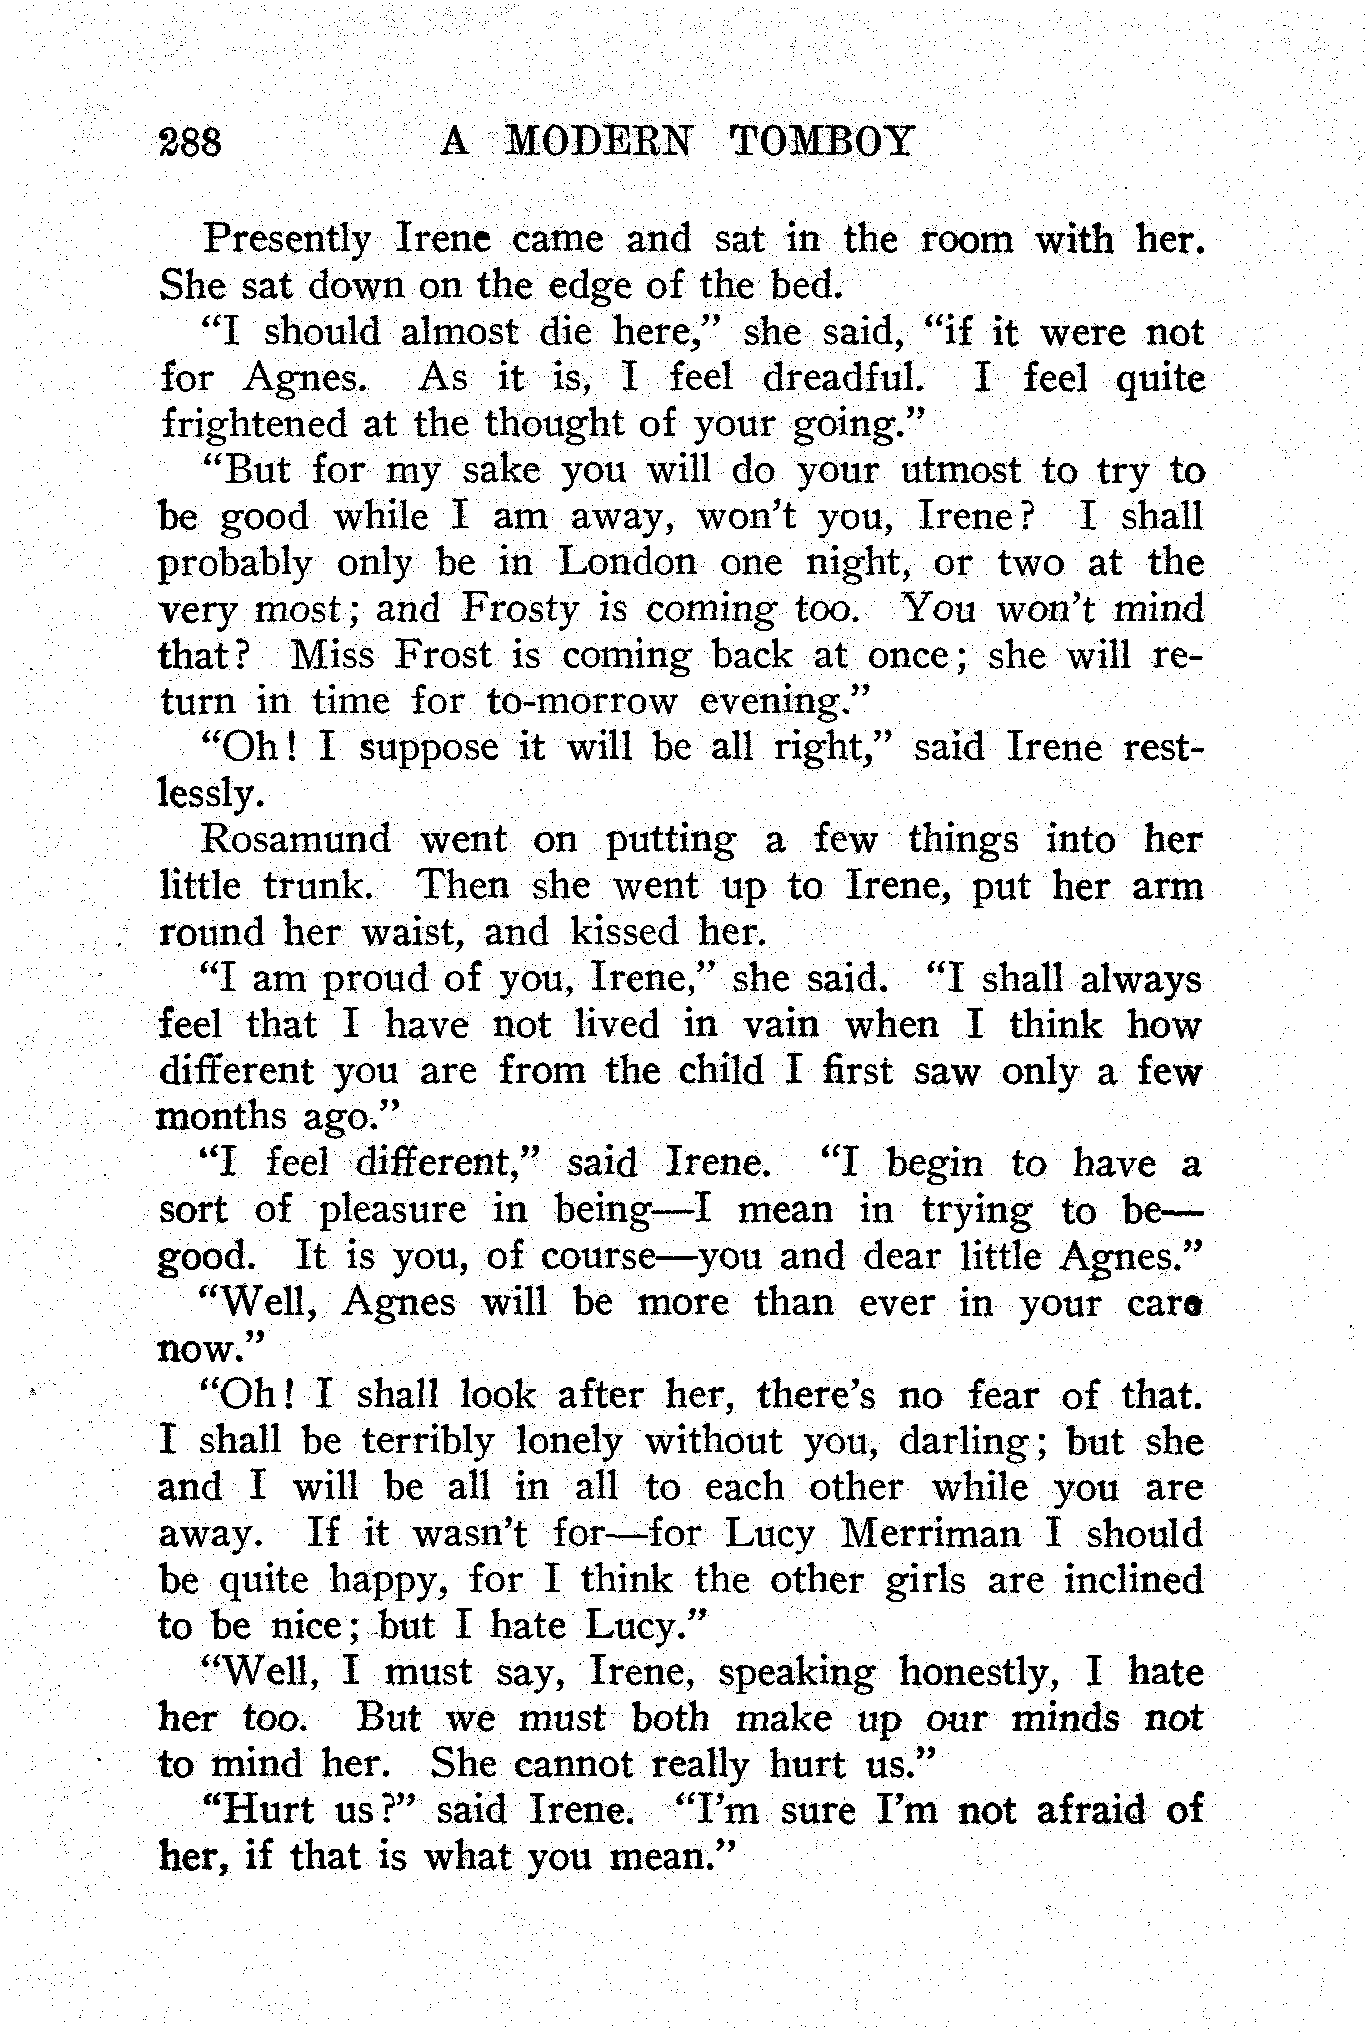 288 A MODERN TOMBOY
Presently Irene came and sat in the room with her.
She sat down on the edge of the bed.
“I should almost die here,” she said, “if it were not
for Agnes. As it is, I feel dreadful. I feel quite
frightened at the thought of your going.”
“But for my sake you will do your utmost to try to
be good while I am away, won’t you, Irene? I shall
probably only be in London one night, or two at the
very most; and Frosty is coming too. You won’t mind
that? Miss Frost is coming back at once; she will re-
turn in time for to-morrow evening.”
“Oh! I suppose it will be all right,” said Irene rest-
lessly.
Rosamund went on putting a few things into her
little trunk. Then she went up to Irene, put her arm
round her waist, and kissed her.
“I am proud of you, Irene,” she said. “I shall always
feel that I have not lived in vain when I think how
different you are from the child I first saw only a few
months ago.”
“I feel different,” said Irene. “I begin to have a
sort of pleasure in being—I mean in trying to be—
good. It is you, of course—you and dear little Agnes.”
“Well, Agnes will be more than ever in your care
now.”
“Oh! I shall look after her, there’s no fear of that.
I shall be terribly lonely without you, darling; but she
and I will be all in all to each other while you are
away. If it wasn’t for—for Lucy Merriman I should
be quite happy, for I think the other girls are inclined
to be nice; but I hate Lucy.”
“Well, I must say, Irene, speaking honestly, I hate
her too. But we must both make up our minds not
to mind her. She cannot really hurt us.”
“Hurt us?” said Irene. “I’m sure I’m not afraid of
her, if that is what you mean.”